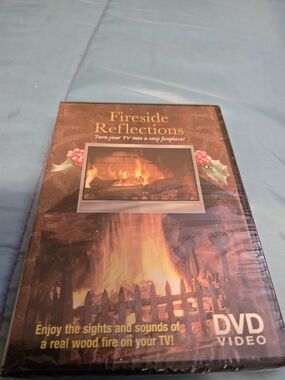 Fireside
Reflections
Turn your TV into a cozy fireplace!
Enjoy the sights and sounds of
a real wood fire on your TV!
DVD
VIDEO